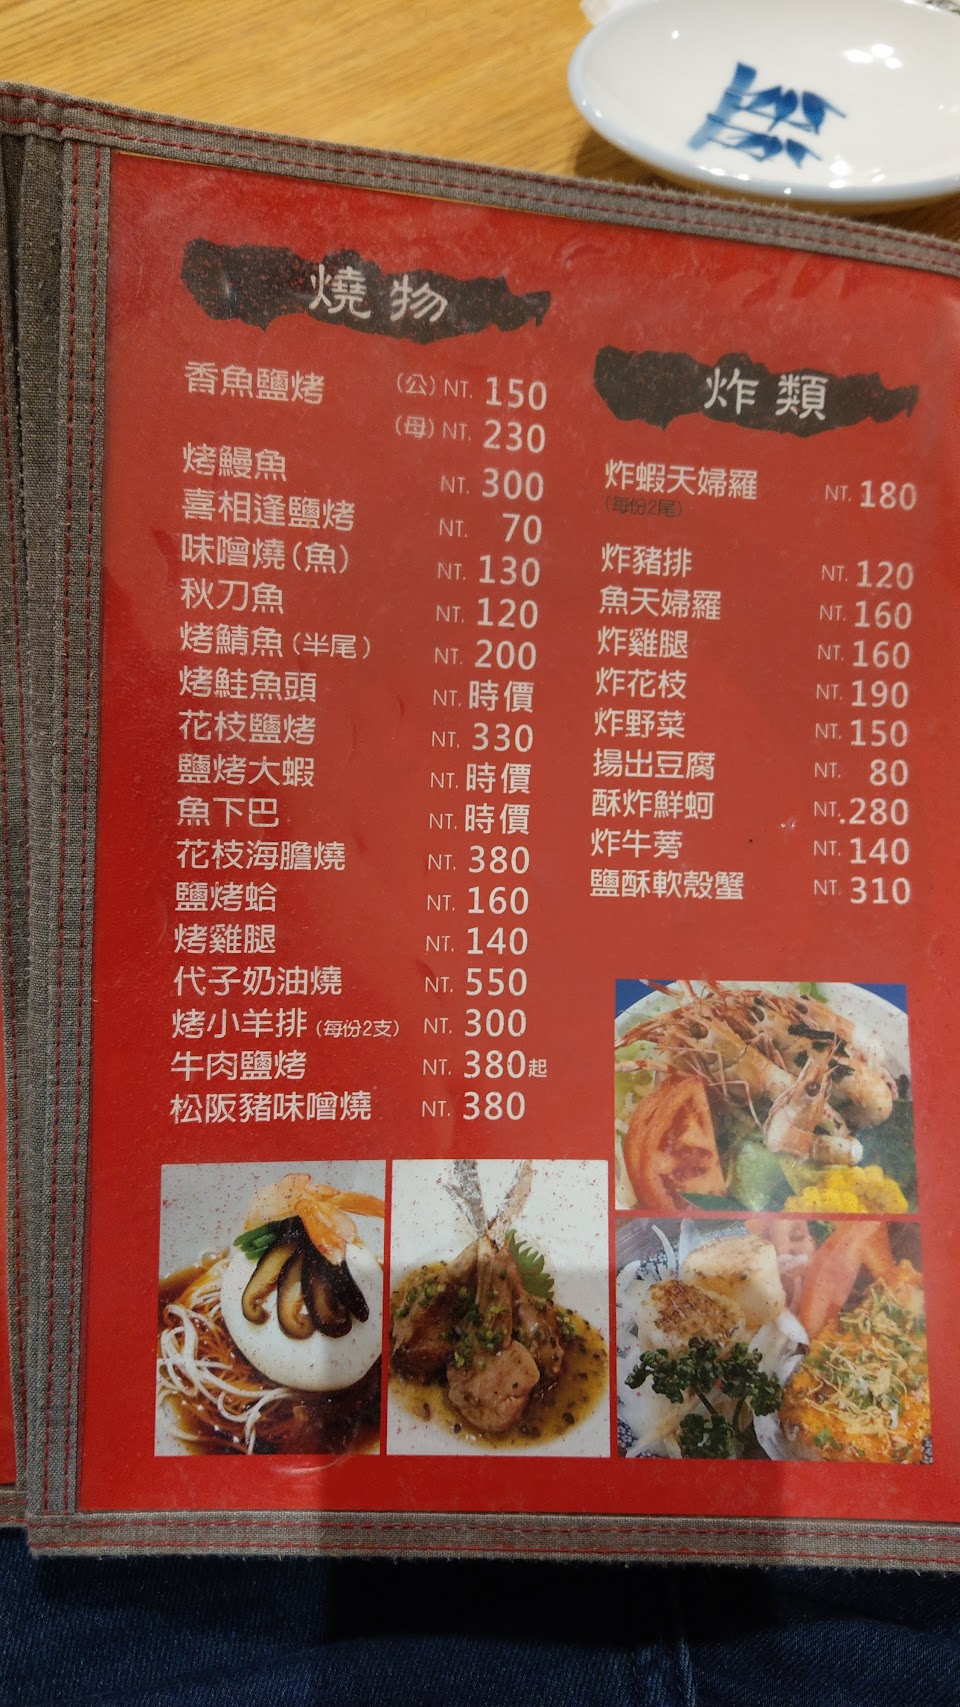 燒物
香魚鹽烤 (公) NT. 150
(母) NT. 230
烤鰻魚 NT. 300
喜相逢鹽烤 NT. 70
味噌燒(魚) NT. 130
秋刀魚 NT. 120
烤鯖魚(半尾) NT. 200
烤鮭魚頭 NT. 時價
花枝鹽烤 NT. 330
鹽烤大蝦 NT. 時價
魚下巴 NT. 時價
花枝海膽燒 NT. 380
鹽烤蛤 NT. 160
烤雞腿 NT. 140
代子奶油燒 NT. 550
烤小羊排(每份2支) NT. 300
牛肉鹽烤 NT. 380起
松阪豬味噌燒 NT. 380
炸類
炸蝦天婦羅 NT. 180
(每份2尾)
炸豬排 NT. 120
魚天婦羅 NT. 160
炸雞腿 NT. 160
炸花枝 NT. 190
炸野菜 NT. 150
揚出豆腐 NT. 80
酥炸鮮蚵 NT. 280
炸牛蒡 NT. 140
鹽酥軟殼蟹 NT. 310